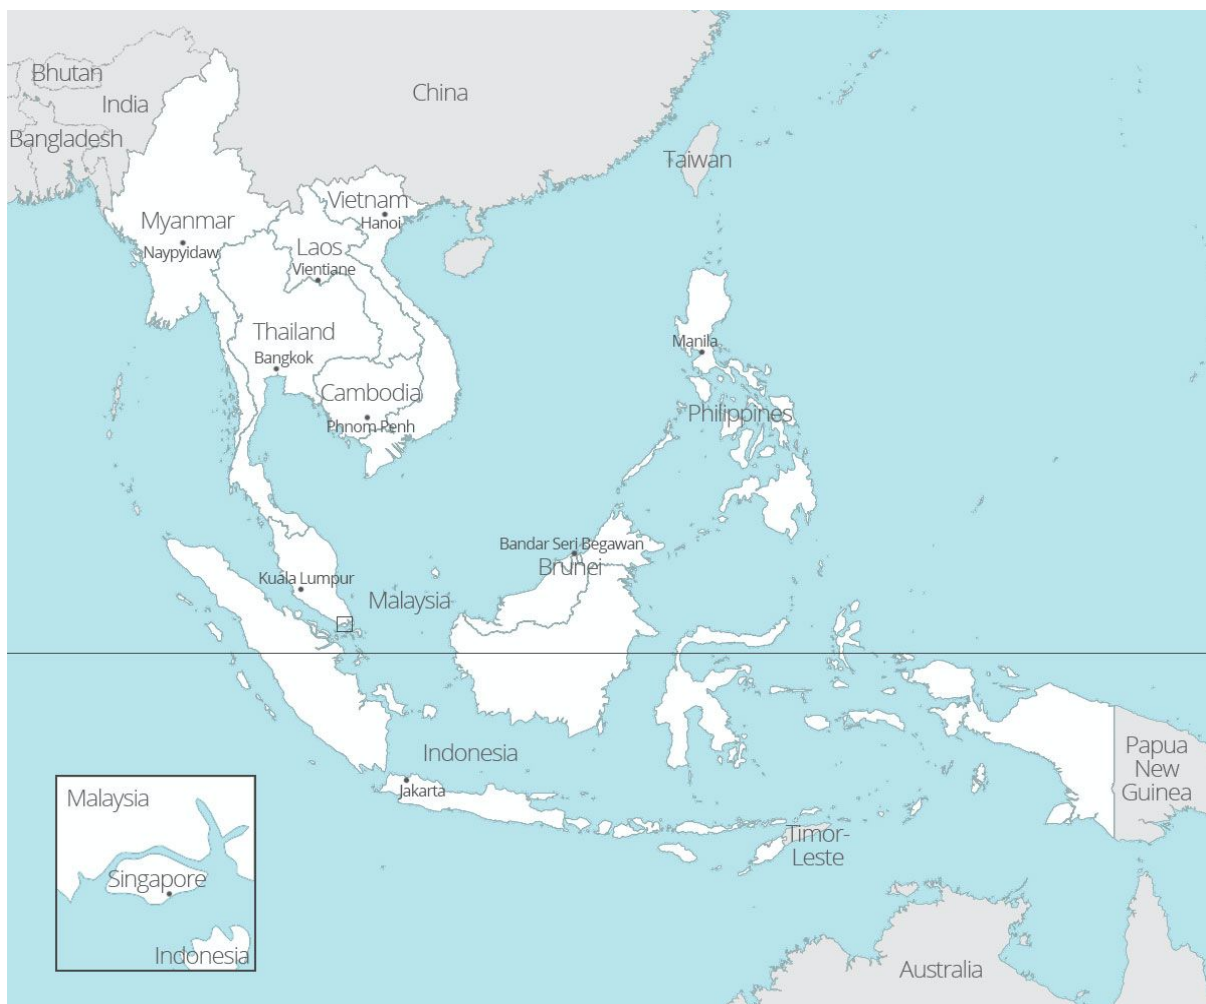 Bhutan
India
Bangladesh
China
Taiwan
Myanmar
Naypyidaw
Vietnam
Hanoi
Laos
Vientiane
Thailand
Bangkok
Cambodia
Phnom Penh
Manila
Philippines
Bandar Seri Begawan
Brunei
Kuala Lumpur
Malaysia
Indonesia
Jakarta
Papua
New
Guinea
Timor-
Leste
Australia
Malaysia
Singapore
Indonesia